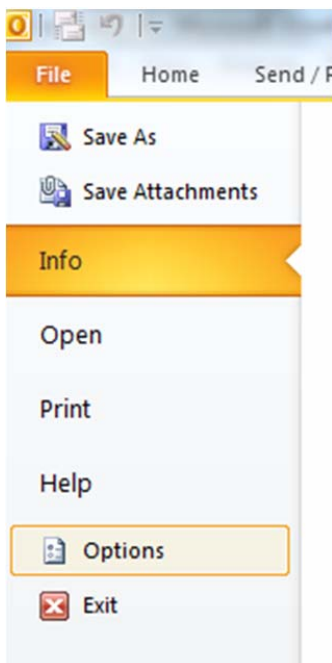 File Home Send /
Save As
Save Attachments
Info
Open
Print
Help
Options
Exit